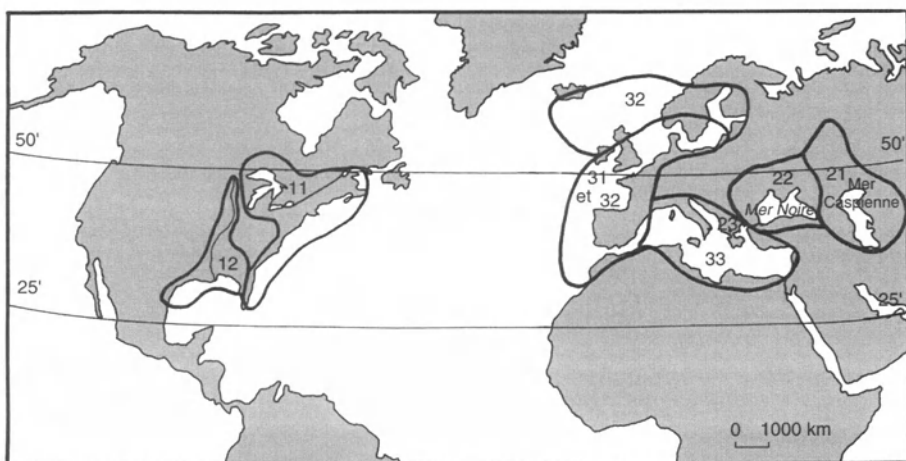 50'
50'
32
11
31
et
32
22
21
Mer
Caspienne
Mer Noire
23
33
12
25'
25'
0 1000 km